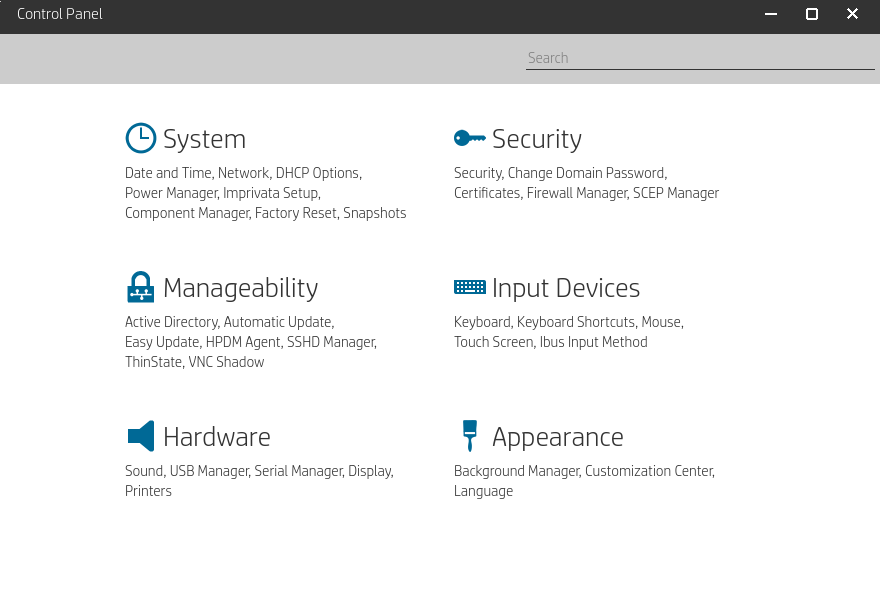 Control Panel
Search
System
Date and Time, Network, DHCP Options,
Power Manager, Imprivata Setup,
Component Manager, Factory Reset, Snapshots
Security
Security, Change Domain Password,
Certificates, Firewall Manager, SCEP Manager
Manageability
Active Directory, Automatic Update,
Easy Update, HPDM Agent, SSHD Manager,
ThinState, VNC Shadow
Input Devices
Keyboard, Keyboard Shortcuts, Mouse,
Touch Screen, Ibus Input Method
Hardware
Sound, USB Manager, Serial Manager, Display,
Printers
Appearance
Background Manager, Customization Center,
Language